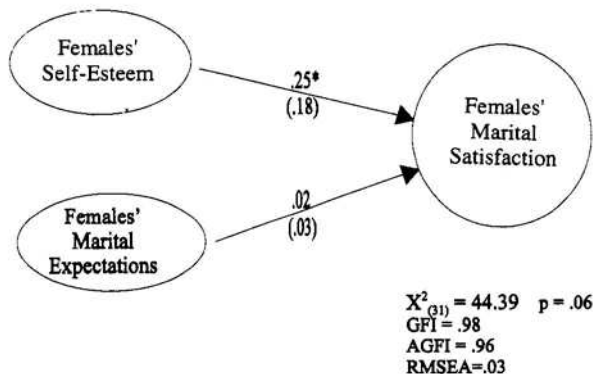 Females'
Self-Esteem
.25*
(.18)
Females'
Marital
Satisfaction
Females'
Marital
Expectations
.02
(.03)
X²(31) = 44.39 p = .06
GFI = .98
AGFI = .96
RMSEA=.03